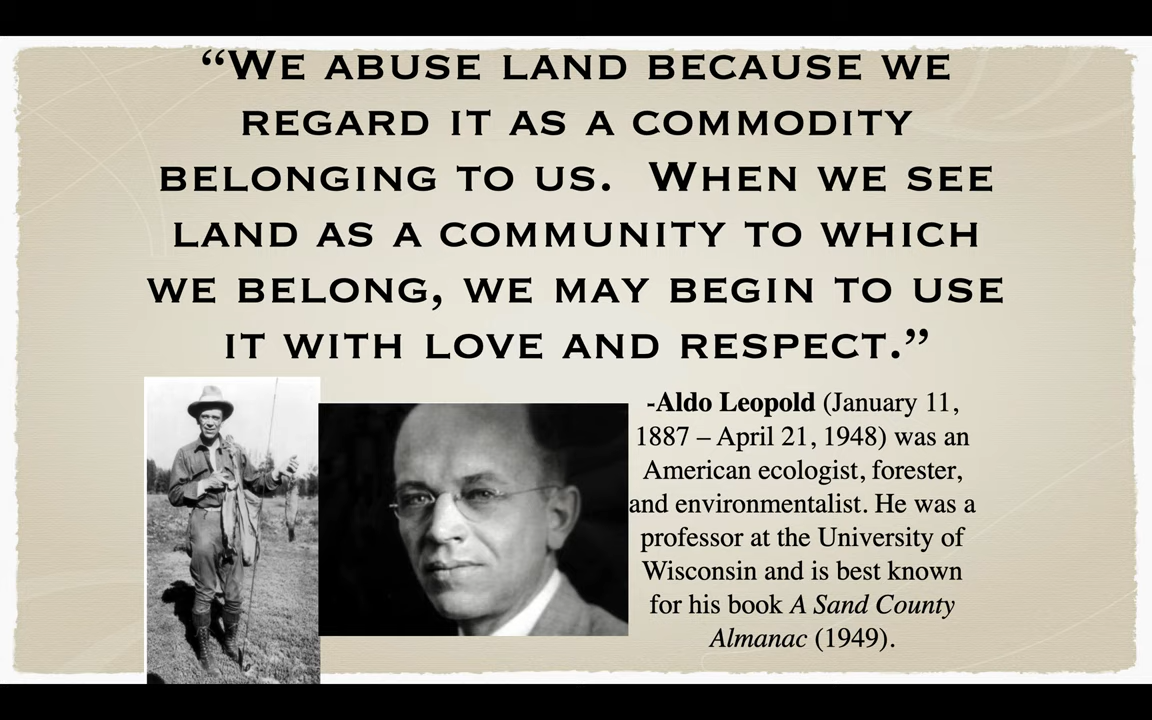 “We abuse land because we
regard it as a commodity
belonging to us.  When we see
land as a community to which
we belong, we may begin to use
it with love and respect.”
-Aldo Leopold (January 11,
1887 – April 21, 1948) was an
American ecologist, forester,
and environmentalist. He was a
professor at the University of
Wisconsin and is best known
for his book A Sand County
Almanac (1949).